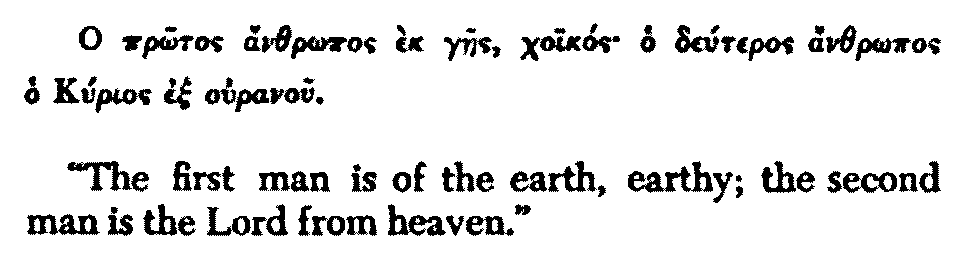 Ο πρῶτος ἄνθρωπος ἐκ γῆς, χοϊκός· ὁ δεύτερος ἄνθρωπος
ὁ Κύριος ἐξ οὐρανοῦ.
“The first man is of the earth, earthy; the second
man is the Lord from heaven.”